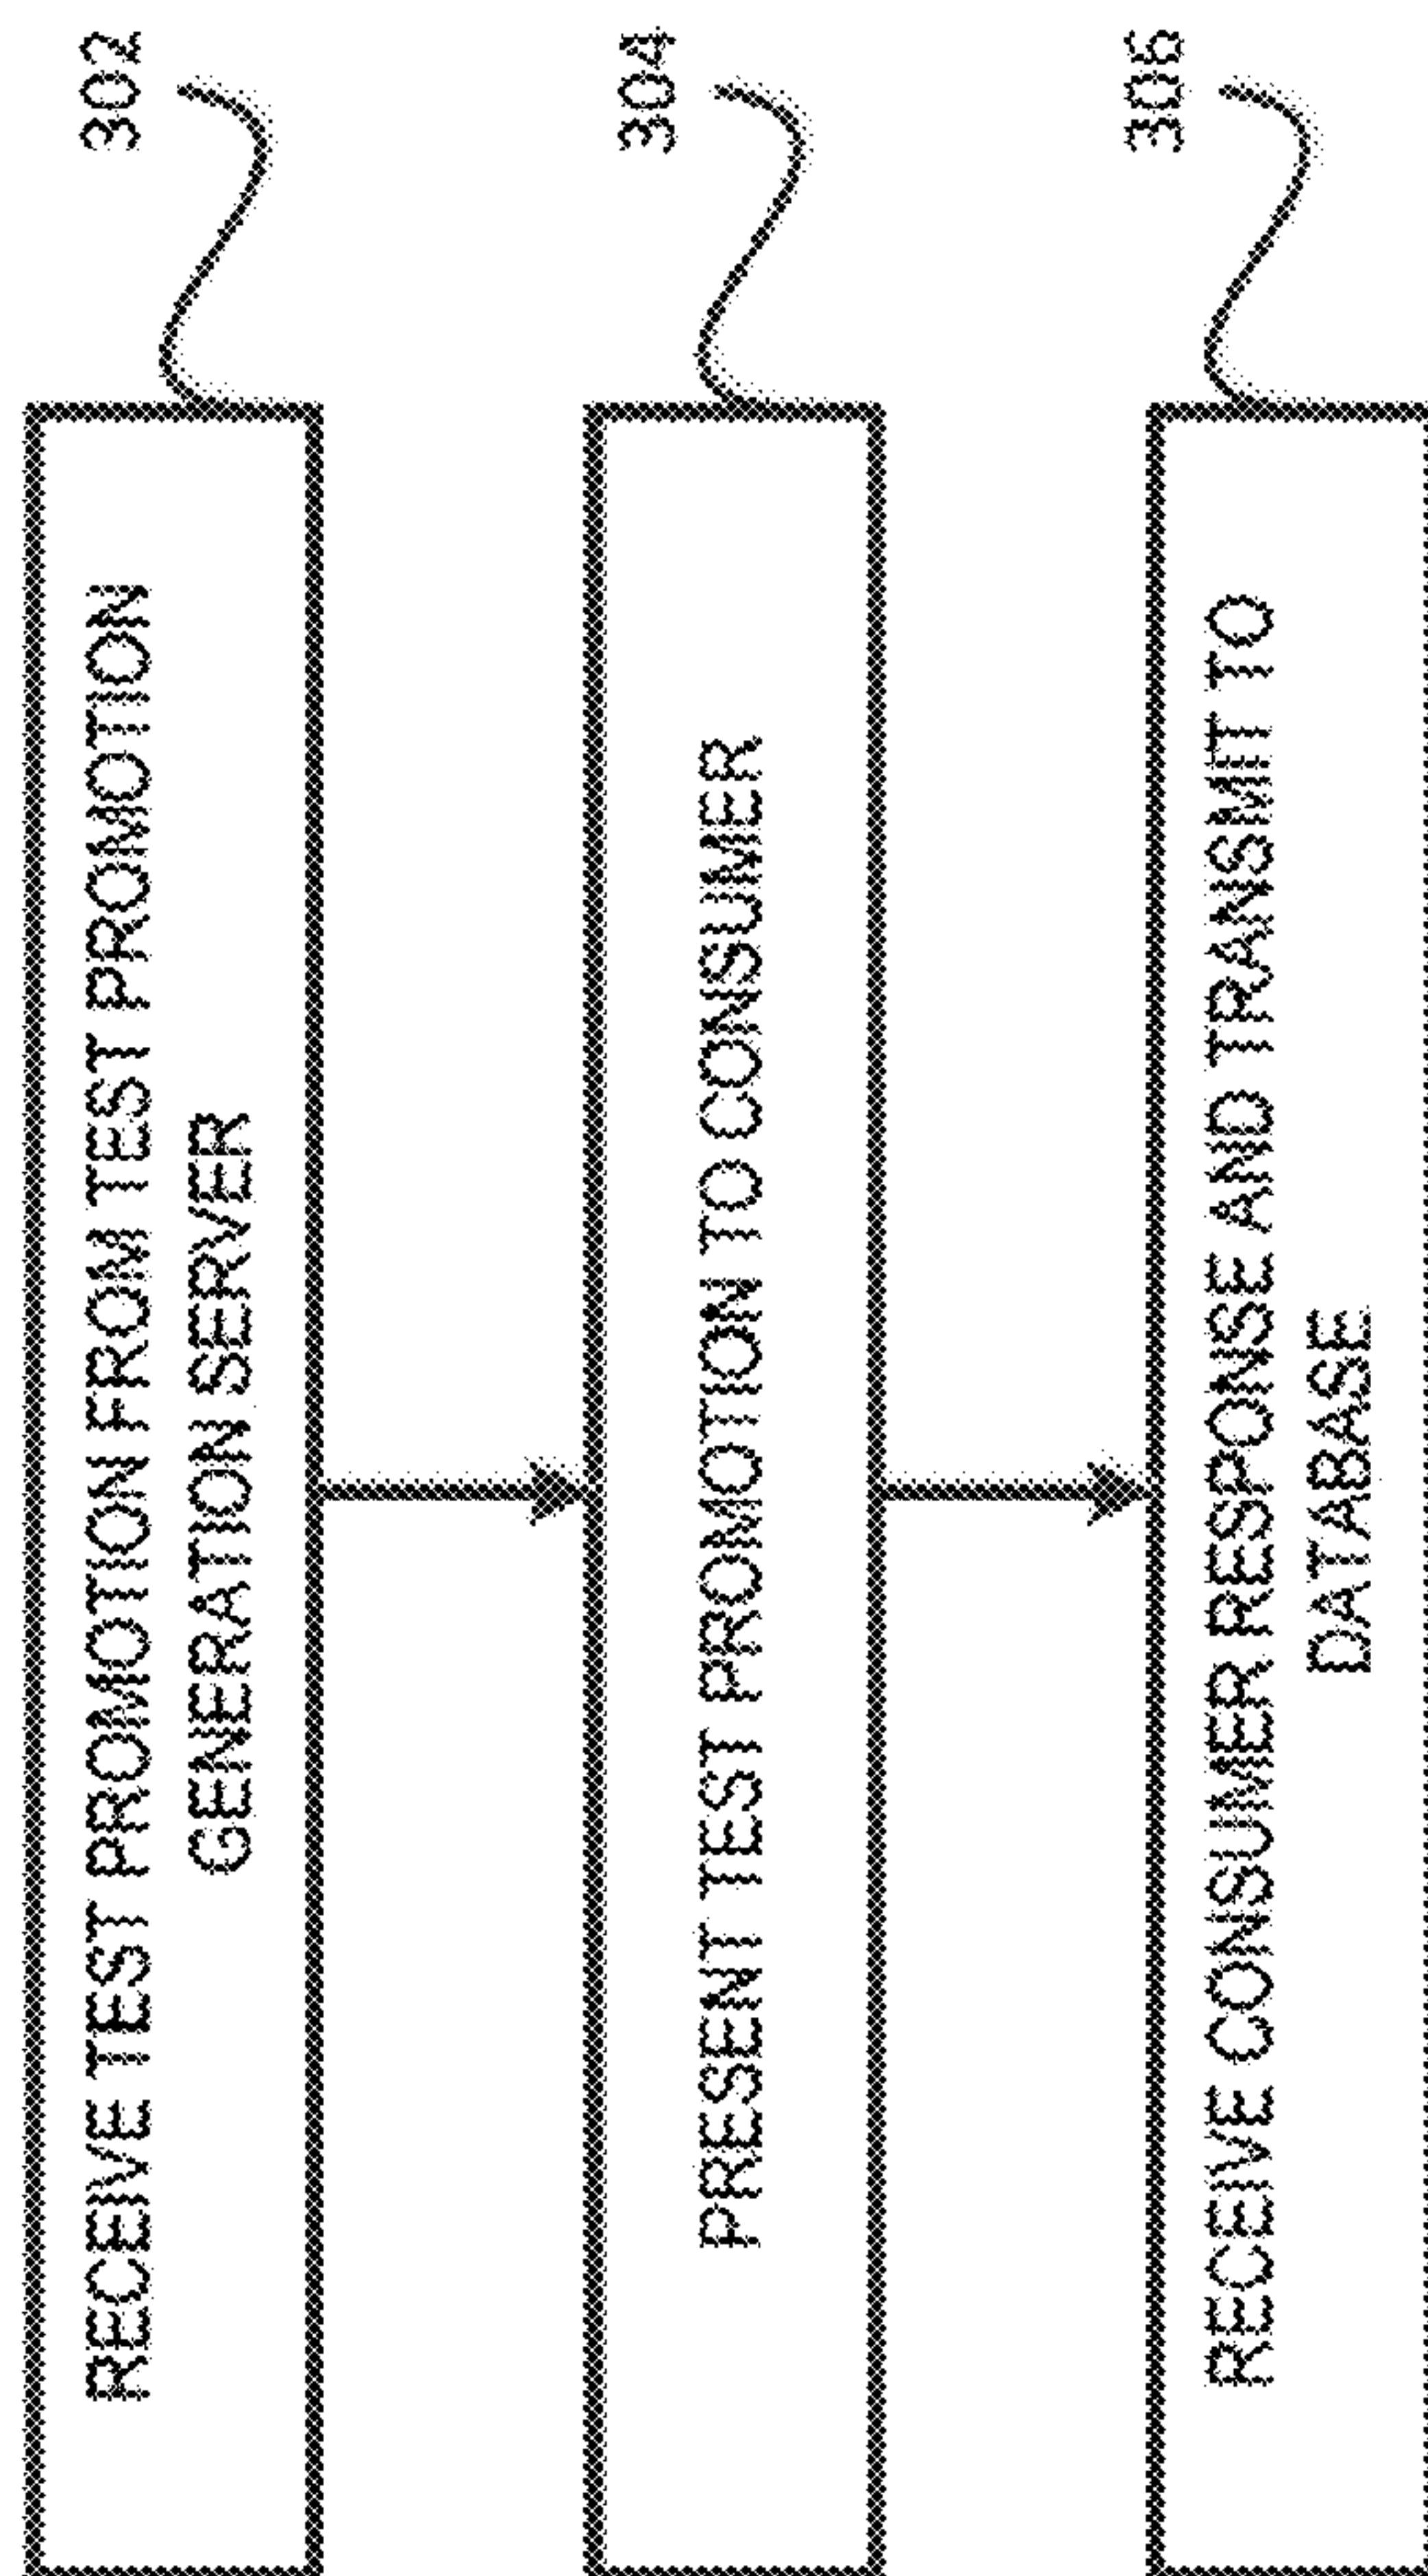 302
RECEIVE TEST PROMOTION FROM TEST PROMOTION
GENERATION SERVER
304
PRESENT TEST PROMOTION TO CONSUMER
306
RECEIVE CONSUMER RESPONSE AND TRANSMIT TO
DATABASE